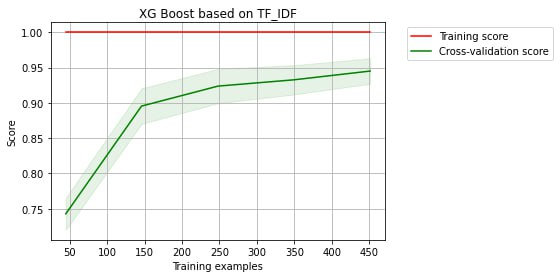 XG Boost based on TF_IDF
Training score
Cross-validation score
1.00
0.95
0.90
0.85
0.80
0.75
Score
50 100 150 200 250 300 350 400 450
Training examples